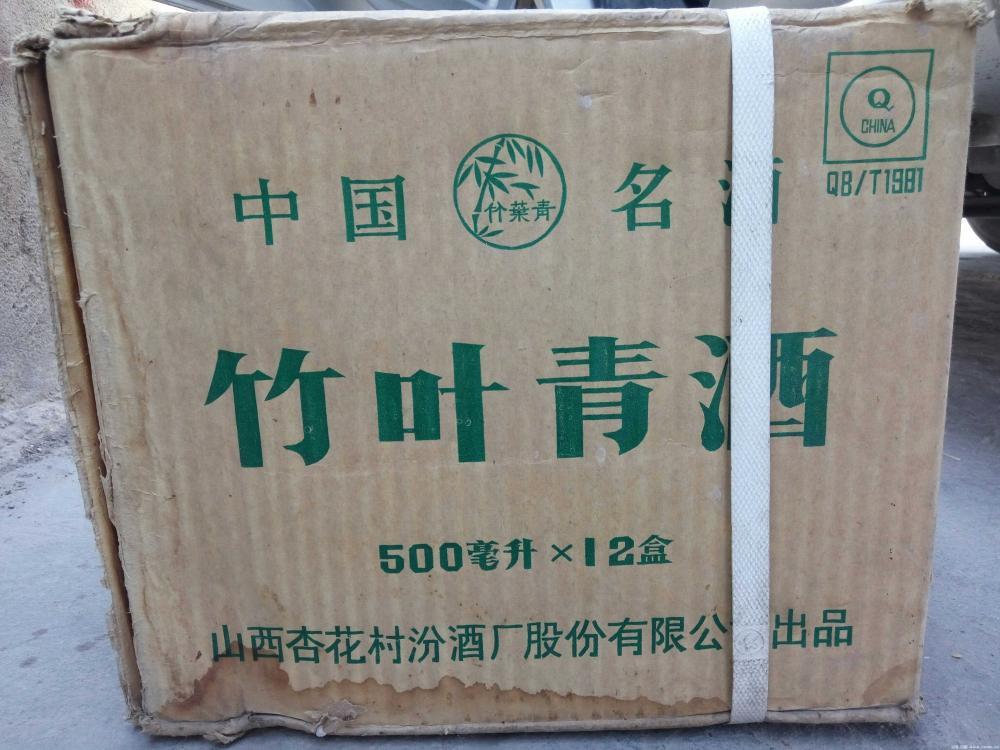 Q
CHINA
QB/T1981
中国 名酒
竹葉青
竹叶青酒
500毫升×12盒
山西杏花村汾酒厂股份有限公 出品